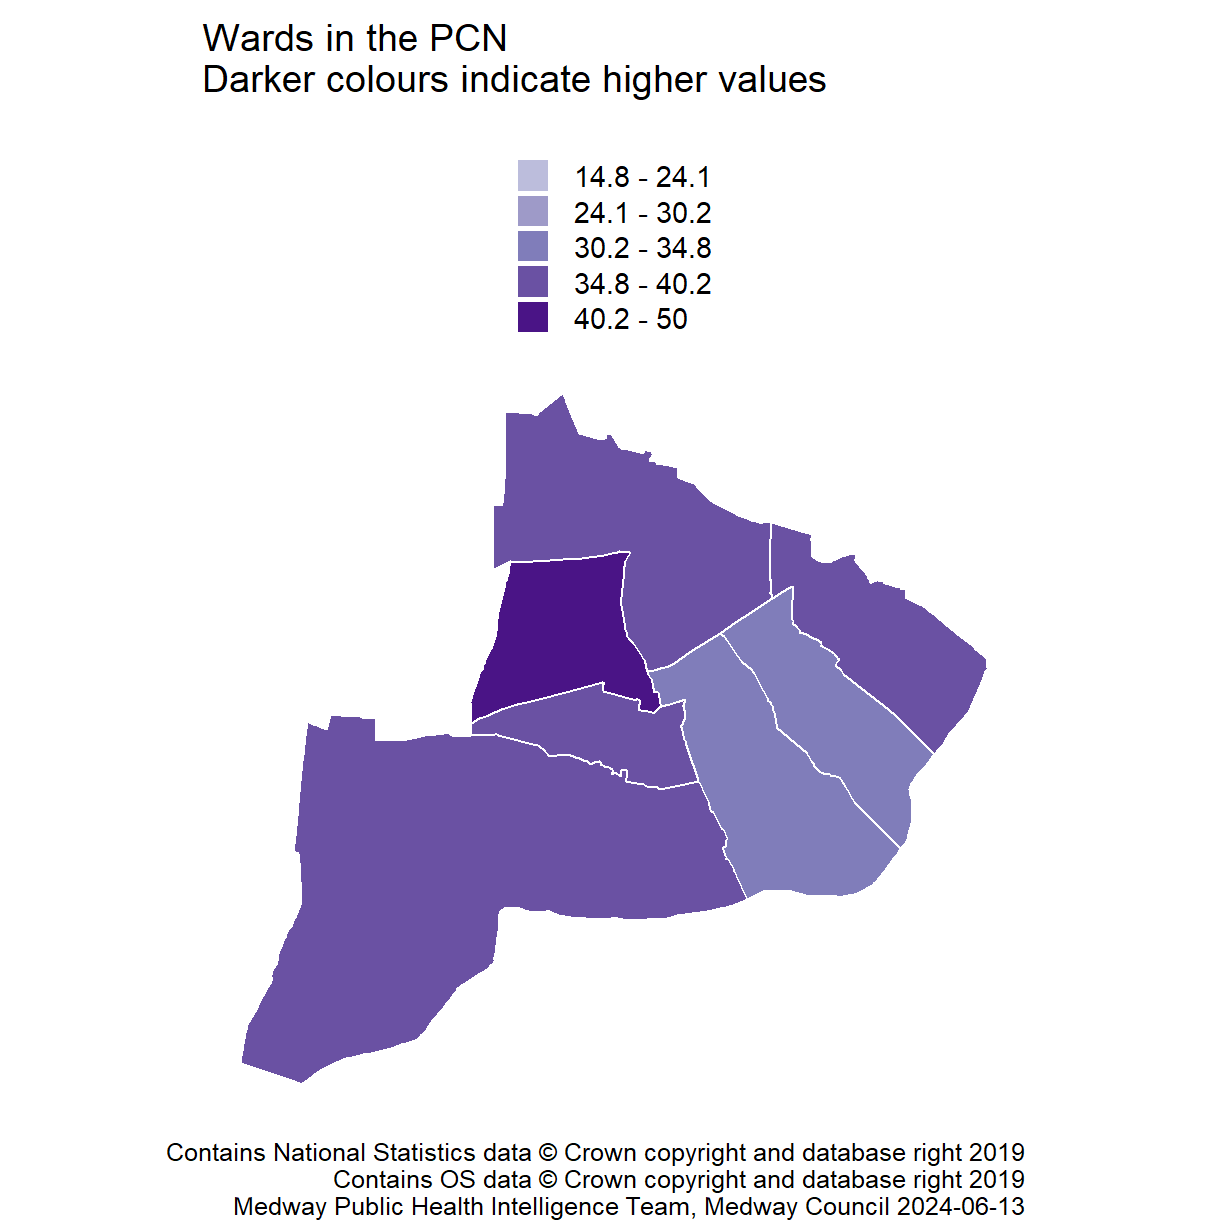 Wards in the PCN
Darker colours indicate higher values
14.8 - 24.1
24.1 - 30.2
30.2 - 34.8
34.8 - 40.2
40.2 - 50
Contains National Statistics data © Crown copyright and database right 2019
Contains OS data © Crown copyright and database right 2019
Medway Public Health Intelligence Team, Medway Council 2024-06-13